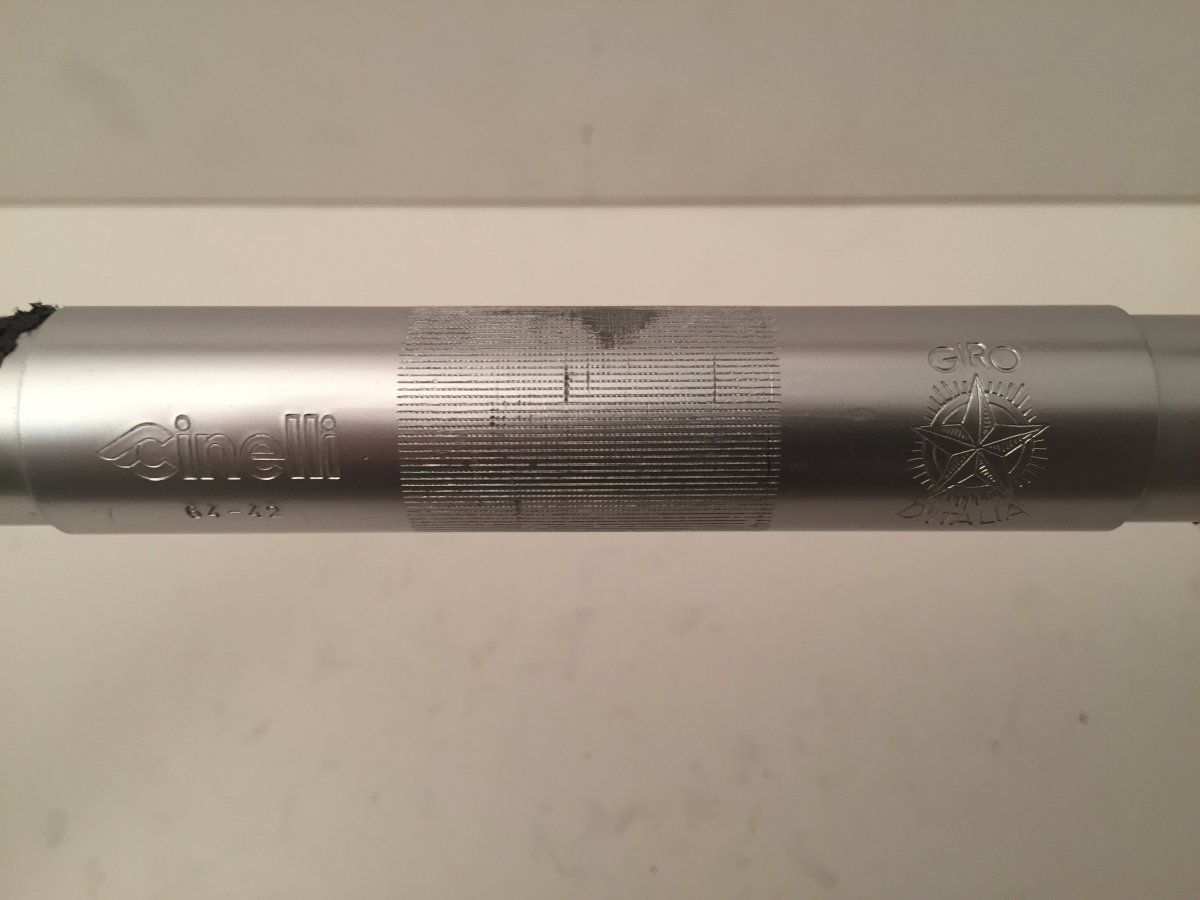 cinelli
64-42
GIRO
D'ITALIA